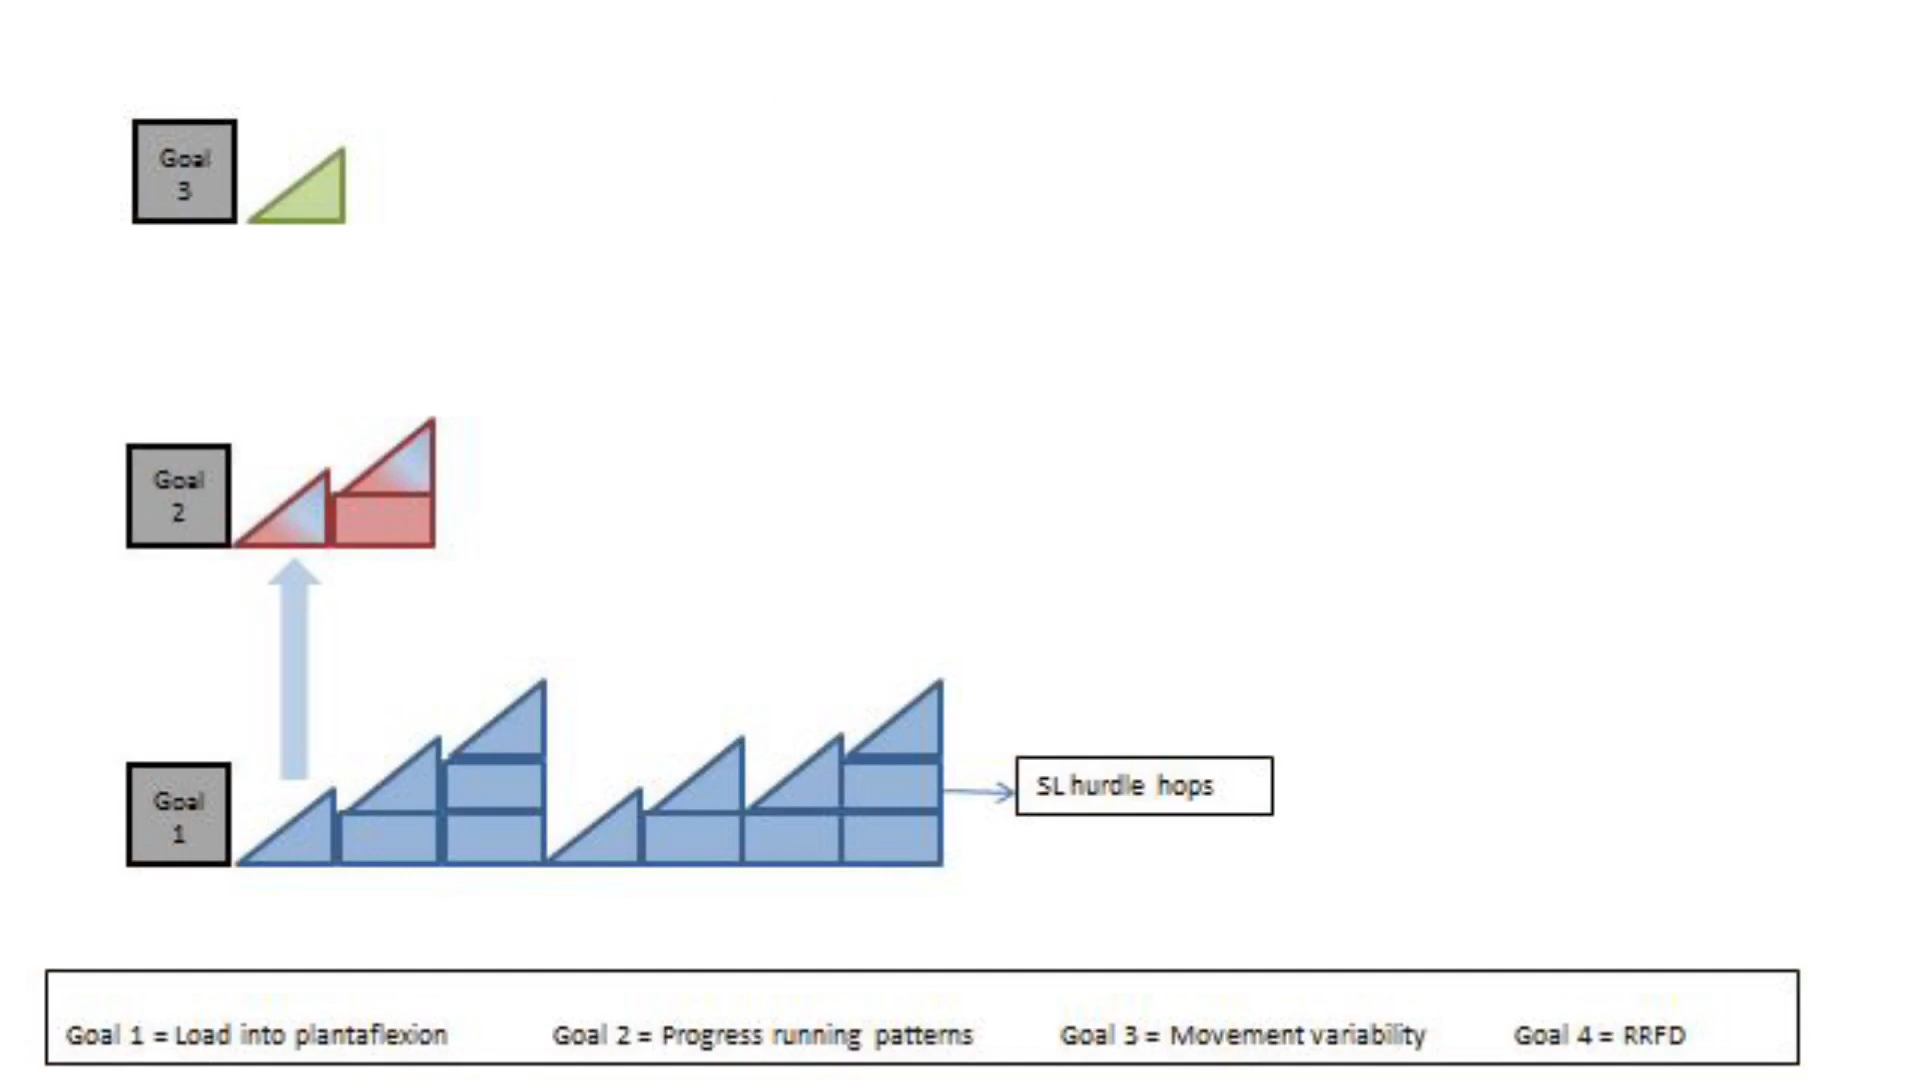 Goal
3
Goal
2
Goal
1
SL hurdle hops
Goal 1 = Load into plantaflexion
Goal 2 = Progress running patterns
Goal 3 = Movement variability
Goal 4 = RRFD